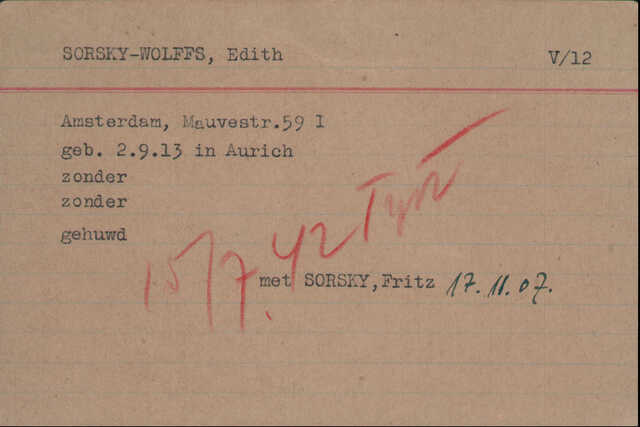 SORSKY-WOLFFS, Edith V/12
Amsterdam, Mauvestr.59 I
geb. 2.9.13 in Aurich
zonder
zonder
gehuwd
15/7.42
met SORSKY,Fritz 17.11.07.